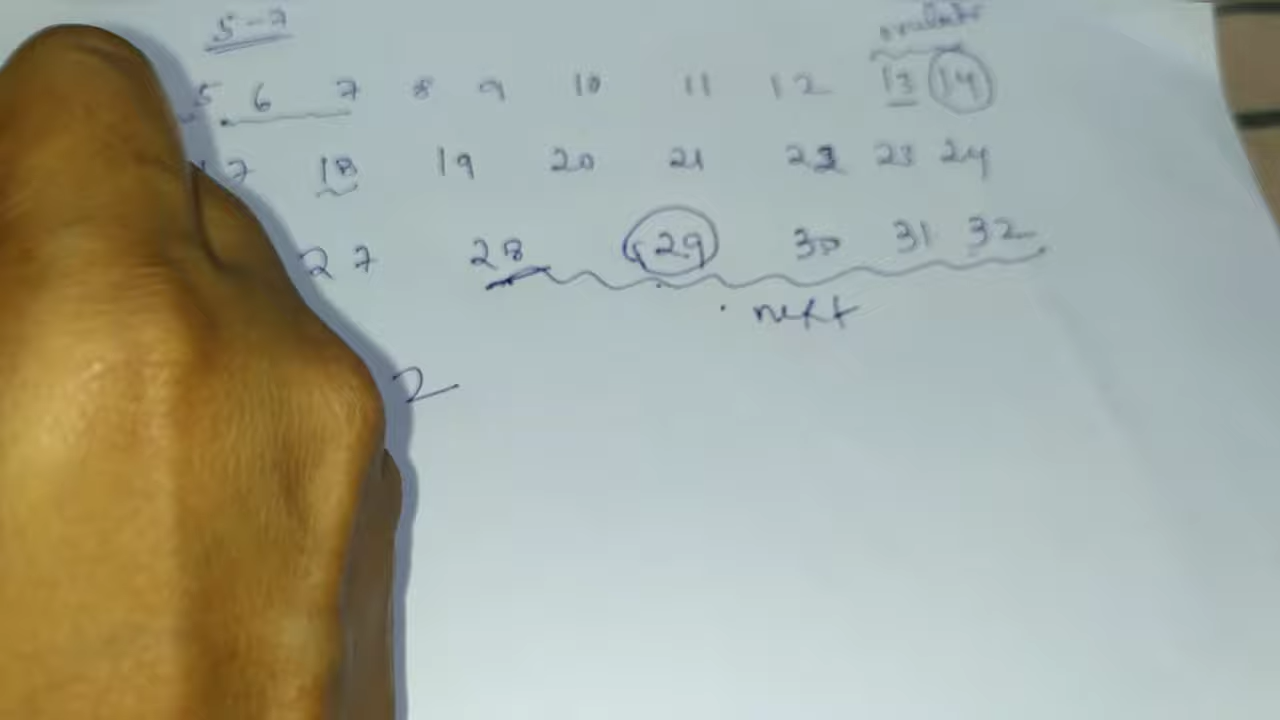 5-7
5 6 7 8 9 10 11 12 13 14
7 18 19 20 21 22 23 24
27 28 29 30 31 32
next
2